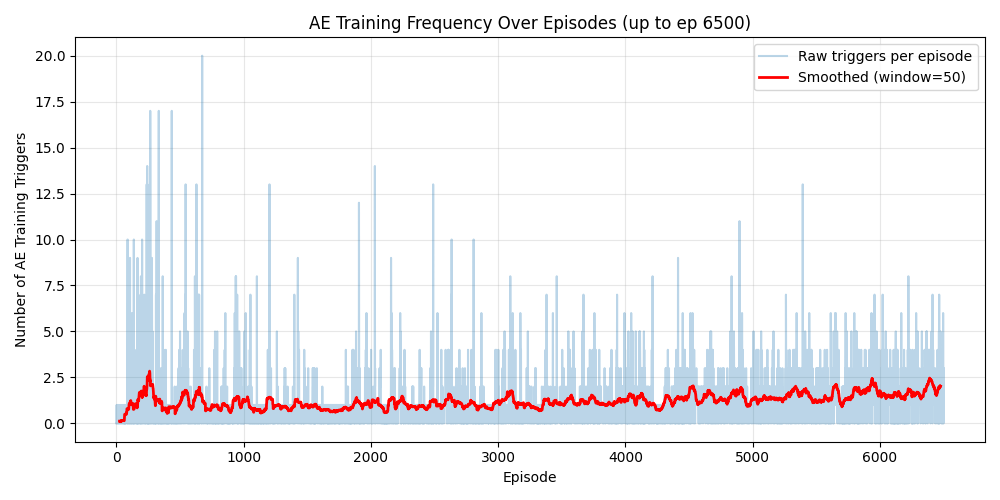 AE Training Frequency Over Episodes (up to ep 6500)
Raw triggers per episode
Smoothed (window=50)
Number of AE Training Triggers
20.0
17.5
15.0
12.5
10.0
7.5
5.0
2.5
0.0
0 1000 2000 3000 4000 5000 6000
Episode